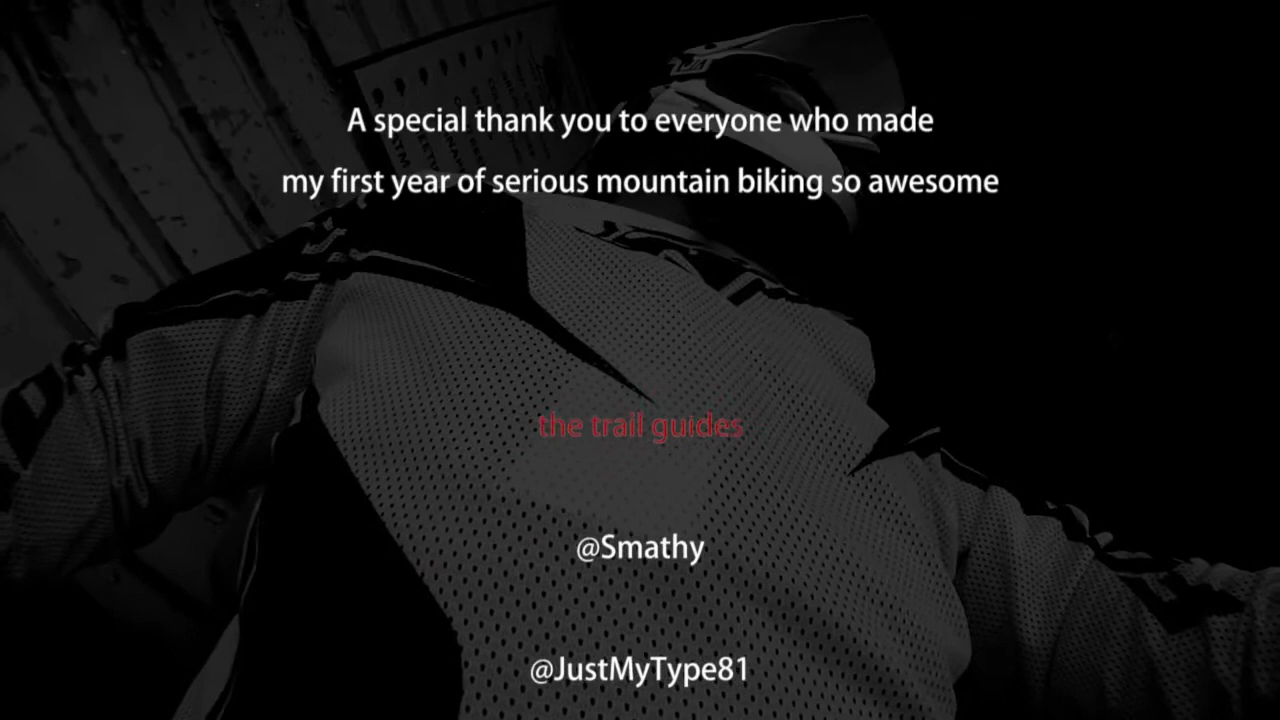 A special thank you to everyone who made
my first year of serious mountain biking so awesome
the trail guides
@Smathy
@JustMyType81